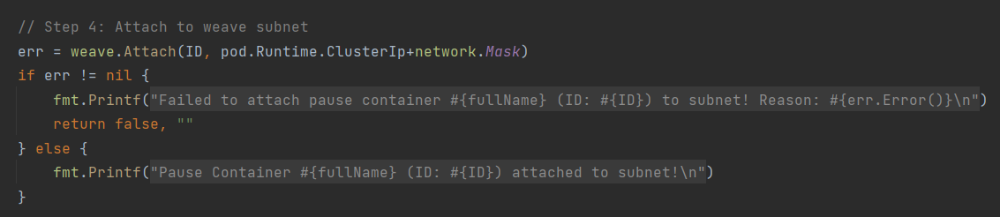 // Step 4: Attach to weave subnet
err = weave.Attach(ID, pod.Runtime.ClusterIp+network.Mask)
if err != nil {
    fmt.Printf("Failed to attach pause container #{fullName} (ID: #{ID}) to subnet! Reason: #{err.Error()}\n")
    return false, ""
} else {
    fmt.Printf("Pause Container #{fullName} (ID: #{ID}) attached to subnet!\n")
}